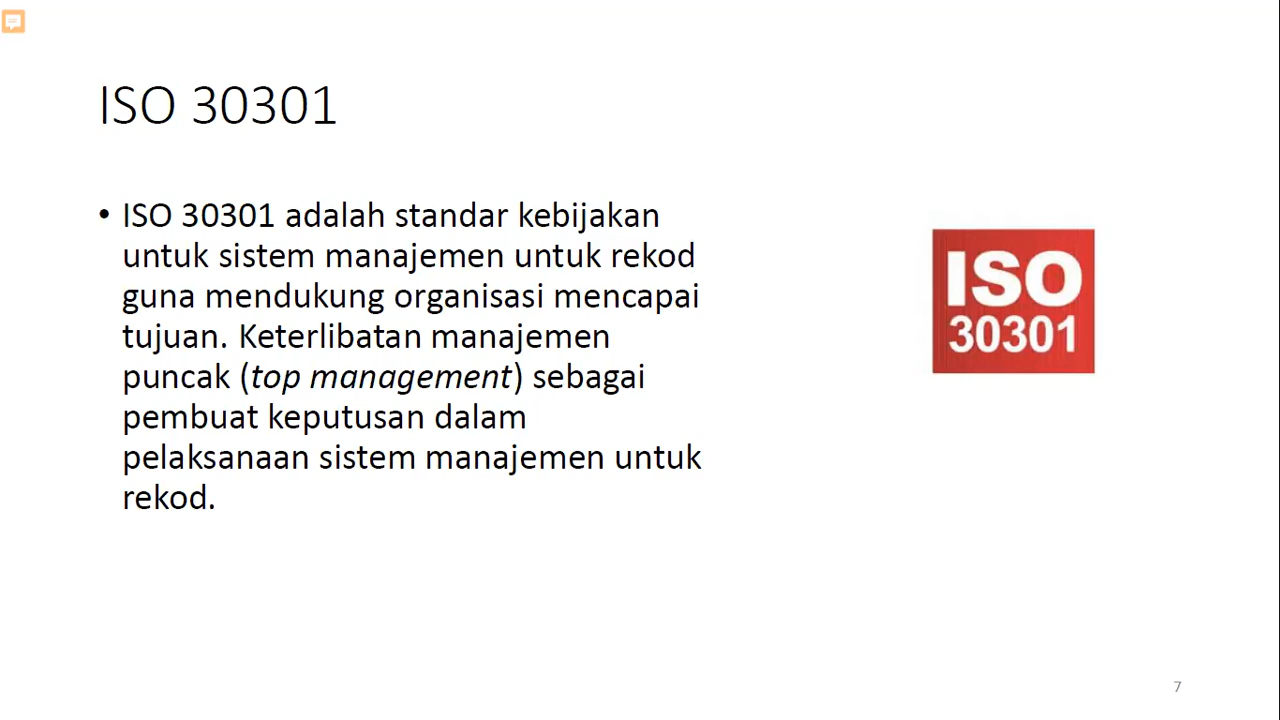 ISO 30301
• ISO 30301 adalah standar kebijakan
untuk sistem manajemen untuk rekod
guna mendukung organisasi mencapai
tujuan. Keterlibatan manajemen
puncak (top management) sebagai
pembuat keputusan dalam
pelaksanaan sistem manajemen untuk
rekod.
ISO
30301
7